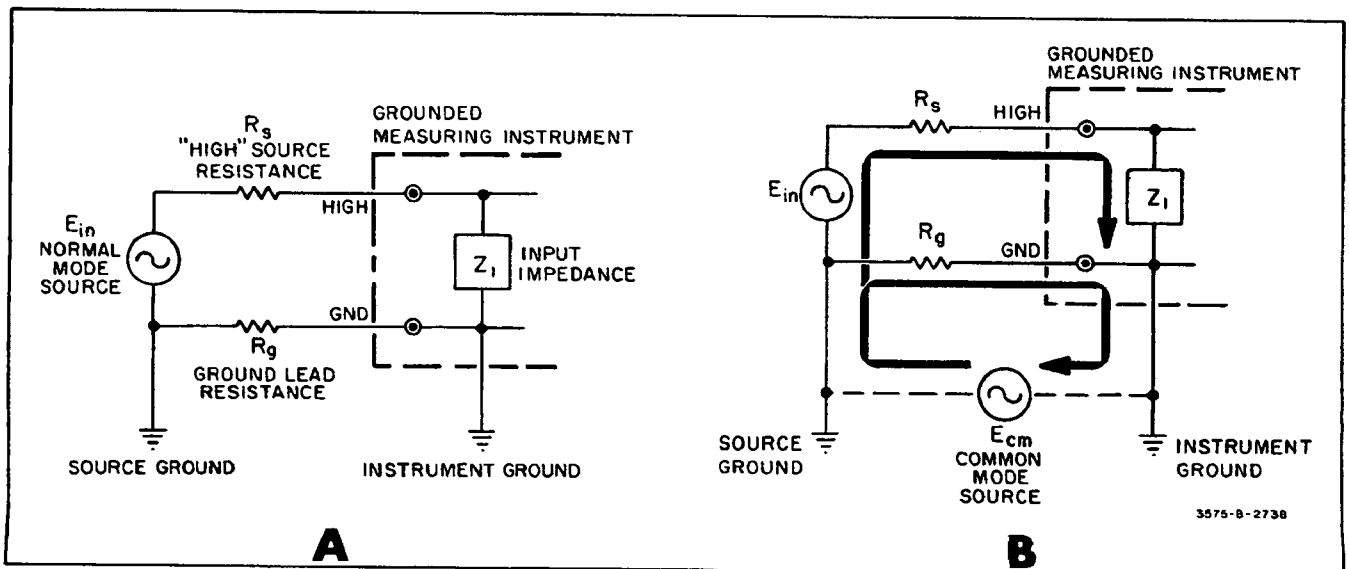 Rs
"HIGH" SOURCE
RESISTANCE
GROUNDED
MEASURING INSTRUMENT
HIGH
Ein
NORMAL
MODE
SOURCE
Z1
INPUT
IMPEDANCE
GND
Rg
GROUND LEAD
RESISTANCE
SOURCE GROUND
INSTRUMENT GROUND
A
GROUNDED
MEASURING INSTRUMENT
Rs
HIGH
Ein
Z1
Rg
GND
SOURCE
GROUND
Ecm
COMMON
MODE
SOURCE
INSTRUMENT
GROUND
3575-B-2738
B